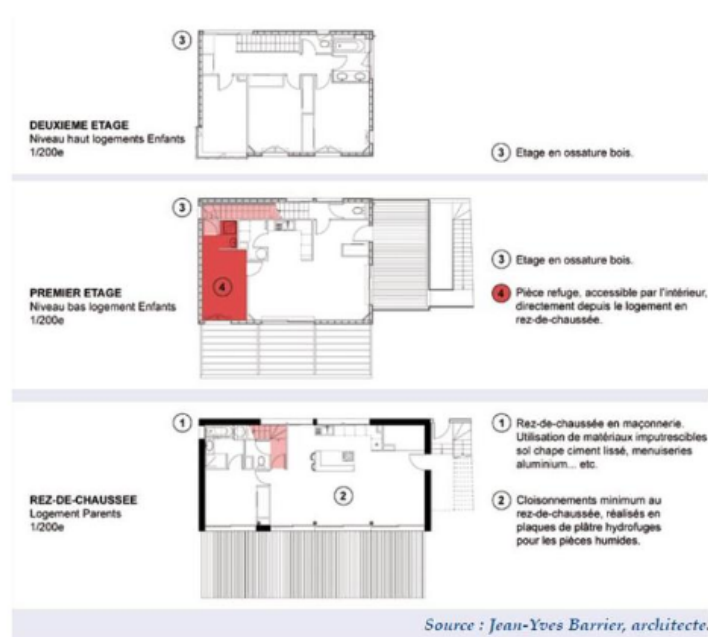 3
DEUXIEME ETAGE
Niveau haut logements Enfants
1/200e
3 Etage en ossature bois.
3
PREMIER ETAGE
Niveau bas logement Enfants
1/200e
4
3 Etage en ossature bois.
4 Pièce refuge, accessible par l'intérieur,
directement depuis le logement en
rez-de-chaussée.
1
REZ-DE-CHAUSSEE
Logement Parents
1/200e
2
1 Rez-de-chaussée en maçonnerie.
Utilisation de matériaux imputrescibles
sol chape ciment lissé, menuiseries
aluminium... etc.
2 Cloisonnements minimum au
rez-de-chaussée, réalisés en
plaques de plâtre hydrofuges
pour les pièces humides.
Source : Jean-Yves Barrier, architecte.